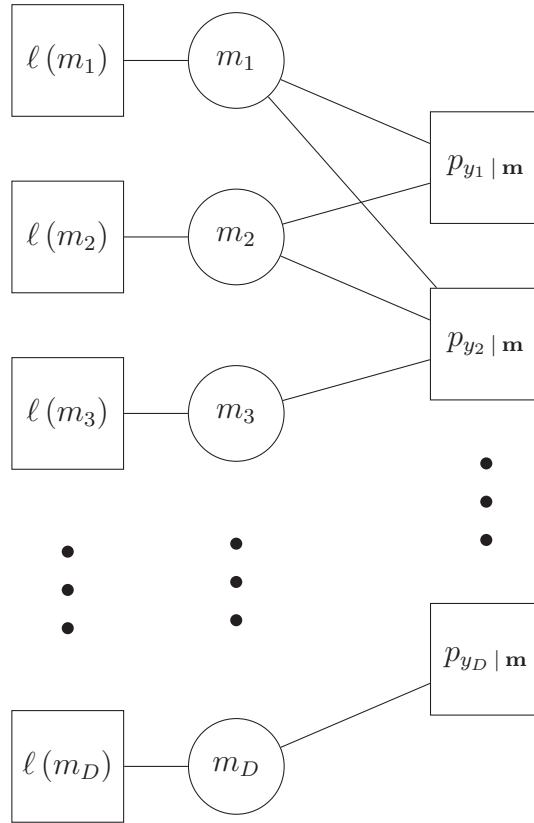 ℓ (m₁)
m₁
p_{y₁ | 𝐦}
ℓ (m₂)
m₂
p_{y₂ | 𝐦}
ℓ (m₃)
m₃
p_{y_D | 𝐦}
ℓ (m_D)
m_D